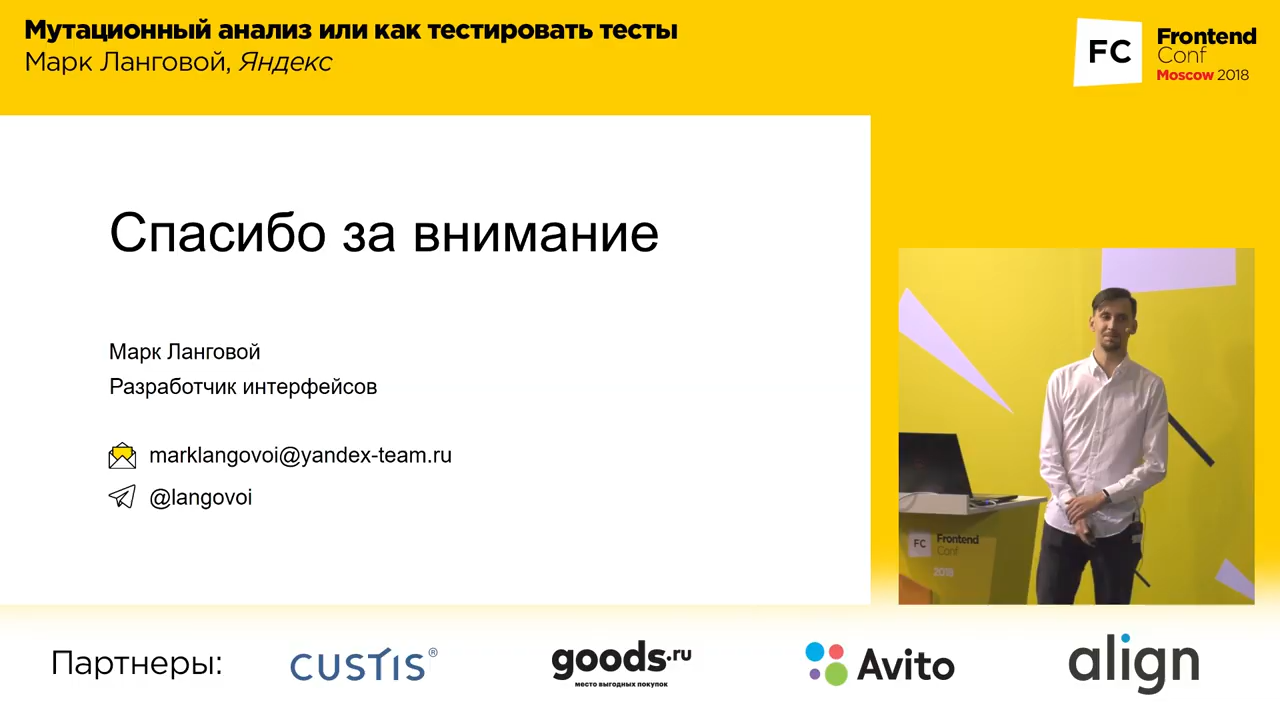 Мутационный анализ или как тестировать тесты
Марк Ланговой, Яндекс
FC
Frontend
Conf
Moscow 2018
Спасибо за внимание
Марк Ланговой
Разработчик интерфейсов
marklangovoi@yandex-team.ru
@langovoi
FC
Frontend
Conf
2018
Партнеры:
CUSTIS®
goods.ru
место выгодных покупок
Avito
align